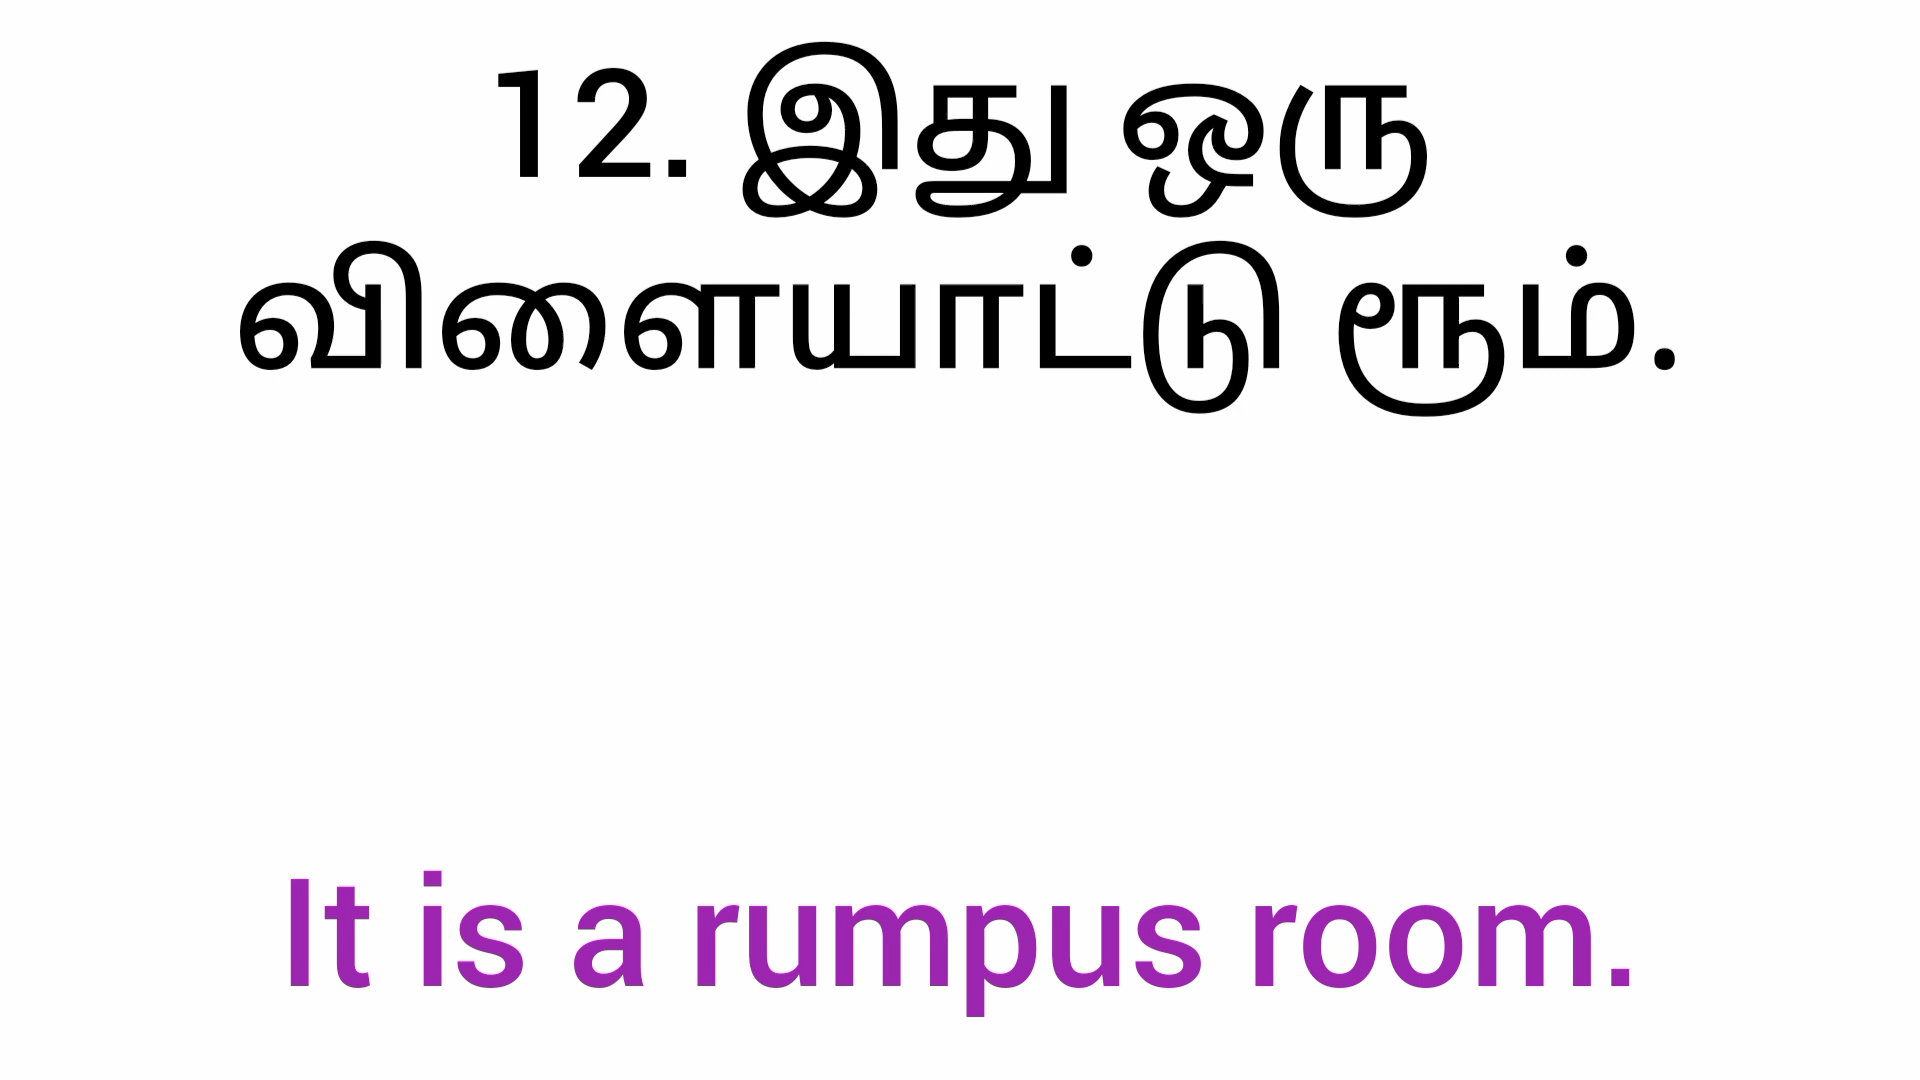 12. இது ஒரு
விளையாட்டு ரூம்.
It is a rumpus room.